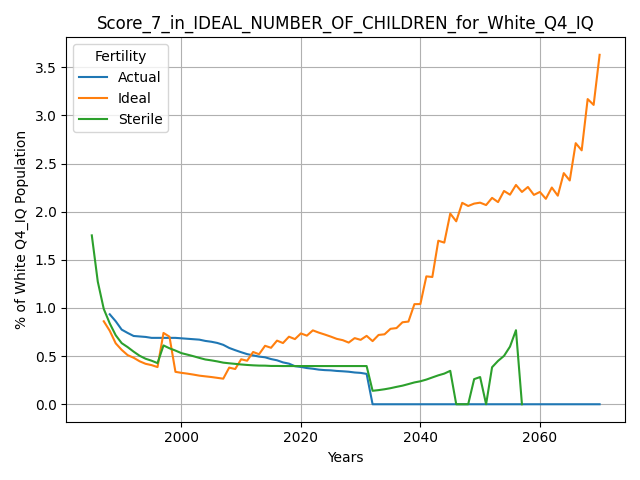 Score_7_in_IDEAL_NUMBER_OF_CHILDREN_for_White_Q4_IQ
Fertility
Actual
Ideal
Sterile
% of White Q4_IQ Population
3.5
3.0
2.5
2.0
1.5
1.0
0.5
0.0
2000
2020
2040
2060
Years